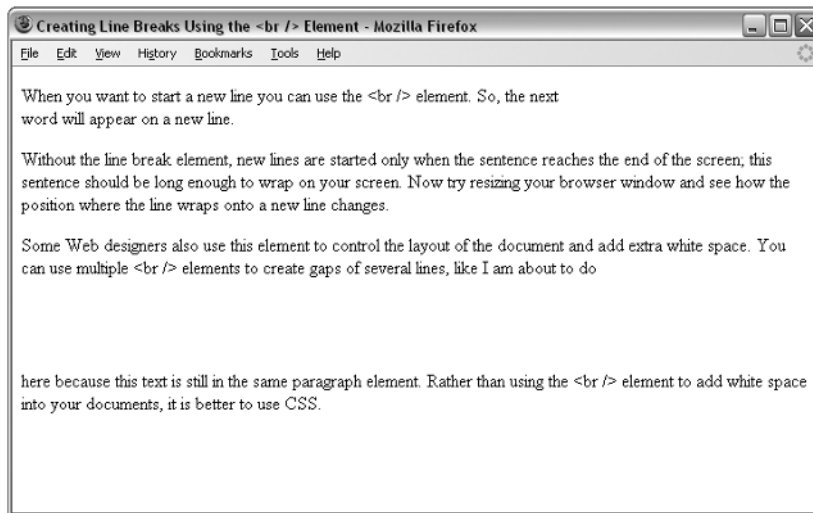 Creating Line Breaks Using the <br /> Element - Mozilla Firefox
File Edit View History Bookmarks Tools Help
When you want to start a new line you can use the <br /> element. So, the next
word will appear on a new line.
Without the line break element, new lines are started only when the sentence reaches the end of the screen; this
sentence should be long enough to wrap on your screen. Now try resizing your browser window and see how the
position where the line wraps onto a new line changes.
Some Web designers also use this element to control the layout of the document and add extra white space. You
can use multiple <br /> elements to create gaps of several lines, like I am about to do
here because this text is still in the same paragraph element. Rather than using the <br /> element to add white space
into your documents, it is better to use CSS.